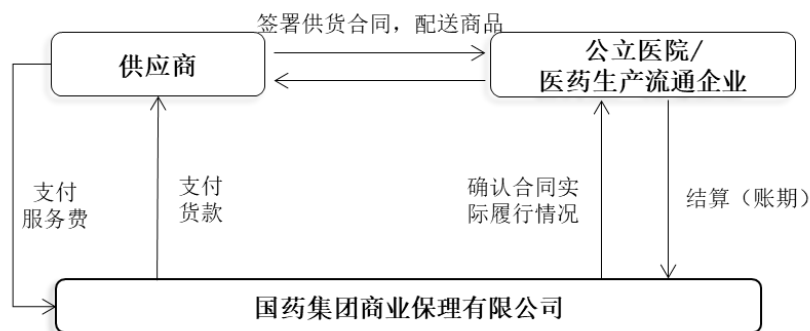 签署供货合同，配送商品
供应商
公立医院/
医药生产流通企业
支付
服务费
支付
货款
确认合同实
际履行情况
结算（账期）
国药集团商业保理有限公司